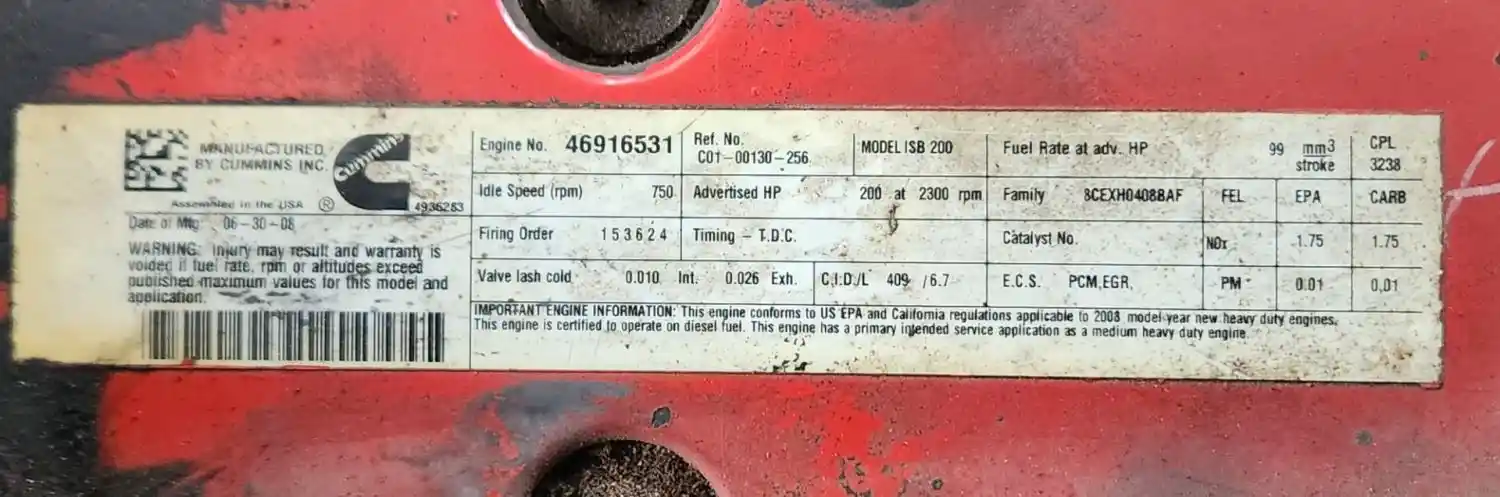 MANUFACTURED
BY CUMMINS INC.
Cummins
Assembled in the USA ® 4936283
Date of Mfg 06-30-08
WARNING: Injury may result and warranty is
voided if fuel rate, rpm or altitudes exceed
published maximum values for this model and
application.
Engine No. 46916531
Ref. No.
C01-00130-256
MODEL ISB 200
Fuel Rate at adv. HP 99 mm3
stroke
CPL
3238
Idle Speed (rpm) 750
Advertised HP 200 at 2300 rpm
Family 8CEXH0408BAF
FEL EPA CARB
Firing Order 1 5 3 6 2 4
Timing - T.D.C.
Catalyst No.
NOx 1.75 1.75
Valve lash cold 0.010 Int. 0.026 Exh.
C.I.D./L 409 /6.7
E.C.S. PCM,EGR,
PM 0.01 0.01
IMPORTANT ENGINE INFORMATION: This engine conforms to US EPA and California regulations applicable to 2008 model year new heavy duty engines.
This engine is certified to operate on diesel fuel. This engine has a primary intended service application as a medium heavy duty engine.